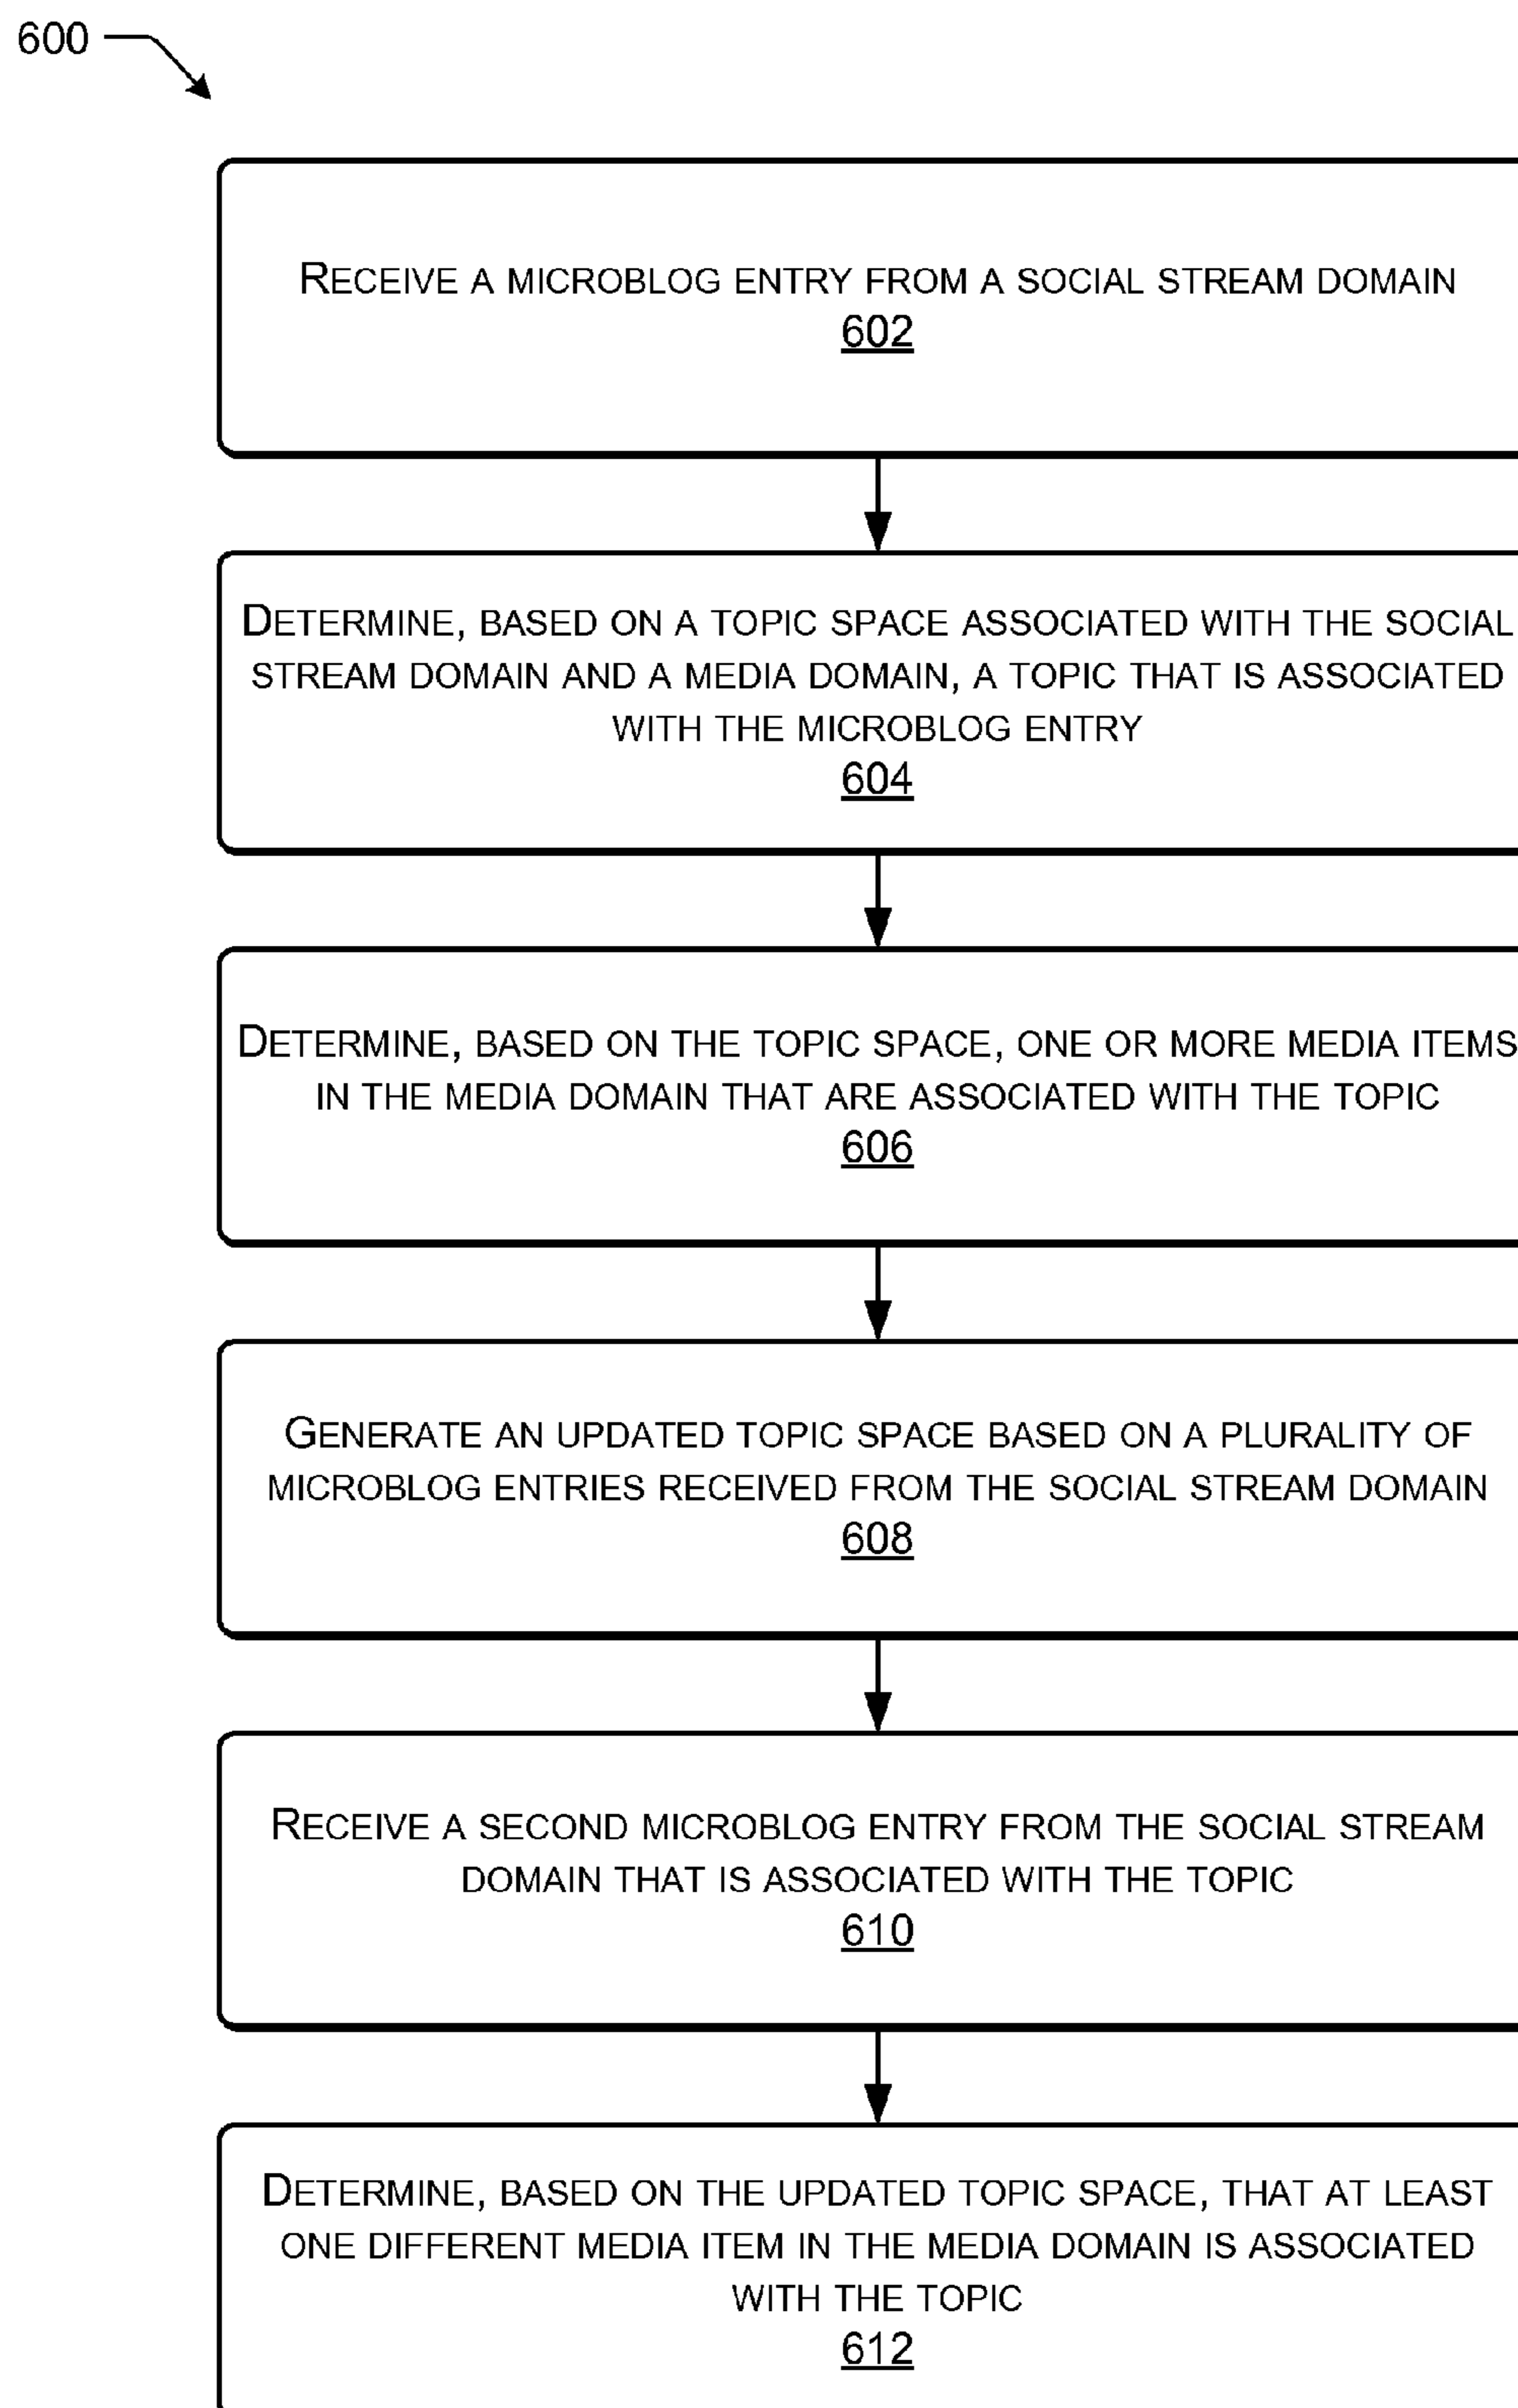 600
RECEIVE A MICROBLOG ENTRY FROM A SOCIAL STREAM DOMAIN
602
DETERMINE, BASED ON A TOPIC SPACE ASSOCIATED WITH THE SOCIAL
STREAM DOMAIN AND A MEDIA DOMAIN, A TOPIC THAT IS ASSOCIATED
WITH THE MICROBLOG ENTRY
604
DETERMINE, BASED ON THE TOPIC SPACE, ONE OR MORE MEDIA ITEMS
IN THE MEDIA DOMAIN THAT ARE ASSOCIATED WITH THE TOPIC
606
GENERATE AN UPDATED TOPIC SPACE BASED ON A PLURALITY OF
MICROBLOG ENTRIES RECEIVED FROM THE SOCIAL STREAM DOMAIN
608
RECEIVE A SECOND MICROBLOG ENTRY FROM THE SOCIAL STREAM
DOMAIN THAT IS ASSOCIATED WITH THE TOPIC
610
DETERMINE, BASED ON THE UPDATED TOPIC SPACE, THAT AT LEAST
ONE DIFFERENT MEDIA ITEM IN THE MEDIA DOMAIN IS ASSOCIATED
WITH THE TOPIC
612